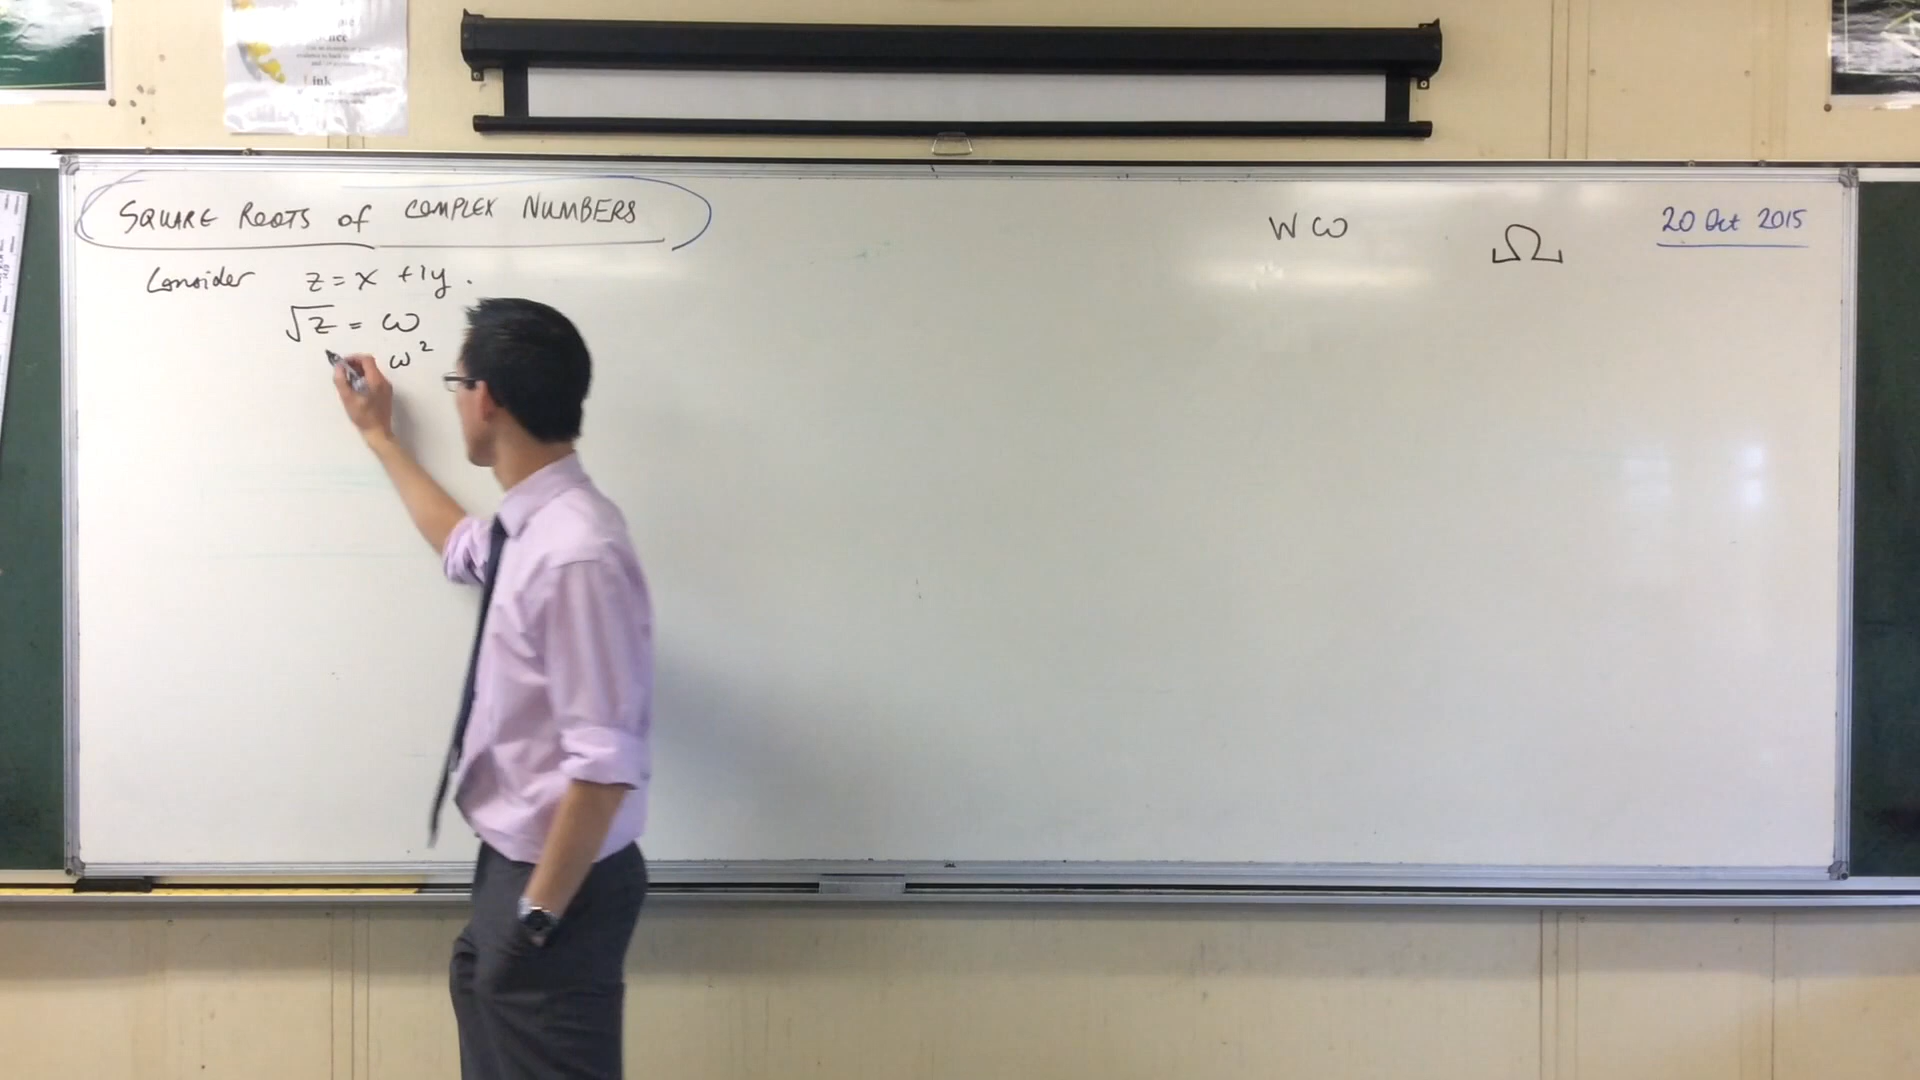 SQUARE ROOTS of COMPLEX NUMBERS
W ω
Ω
20 Oct 2015
Consider z = x + iy.
√z = ω
ω²